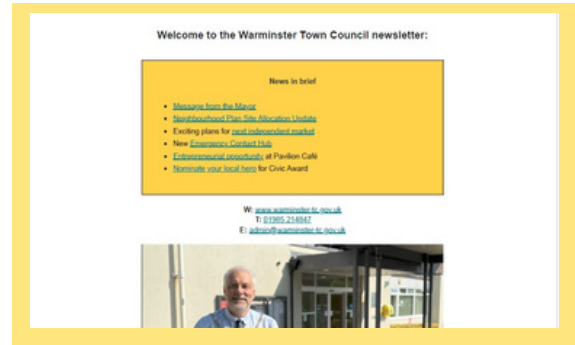 Welcome to the Warminster Town Council newsletter:
News in brief
Message from the Mayor
Neighbourhood Plan Site Allocation Update
Exciting plans for next independent market
New Emergency Contact Hub
Entrepreneurial opportunity at Pavilion Café
Nominate your local hero for Civic Award
W: www.warminster-tc.gov.uk
T: 01985 214847
E: admin@warminster-tc.gov.uk